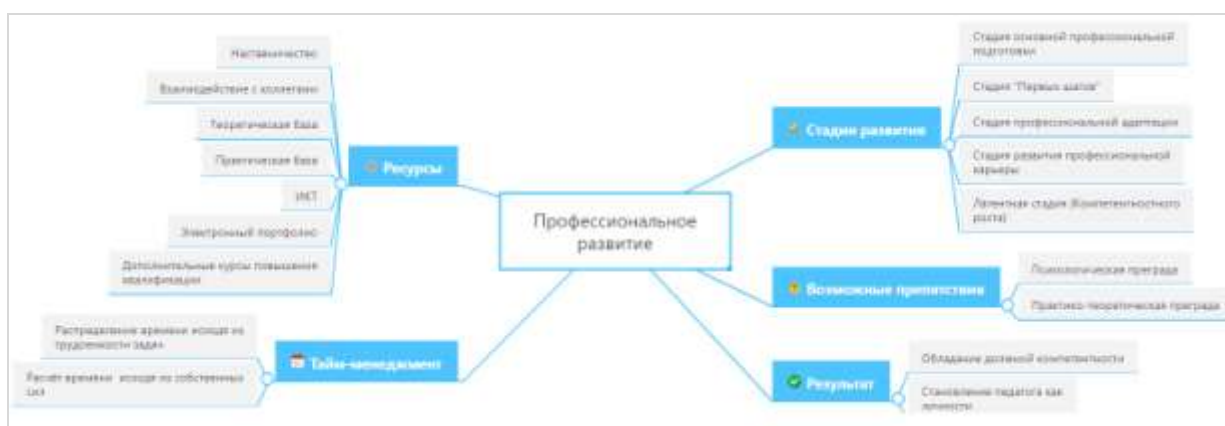 Профессиональное
развитие
Ресурсы
Наставничество
Взаимодействие с коллегами
Теоретическая база
Практическая база
ИКТ
Электронный портфолио
Дополнительные курсы повышения
квалификации
Тайм-менеджмент
Распределение времени исходя из
трудоемкости задач
Расчёт времени исходя из собственных
сил
Стадии развития
Стадия основной профессиональной
подготовки
Стадия "Первых шагов"
Стадия профессиональной адаптации
Стадия развития профессиональной
карьеры
Латентная стадия (Компетентностного
роста)
Возможные препятствия
Психологическая преграда
Практико-теоретическая преграда
Результат
Обладание должной компетентности
Становление педагога как
личности